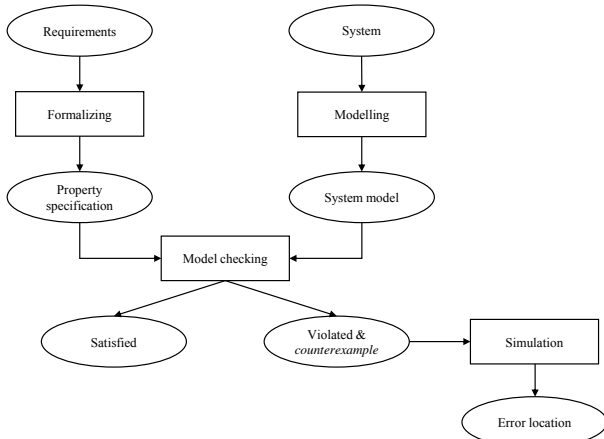 Requirements
System
Formalizing
Modelling
Property
specification
System model
Model checking
Satisfied
Violated &
counterexample
Simulation
Error location